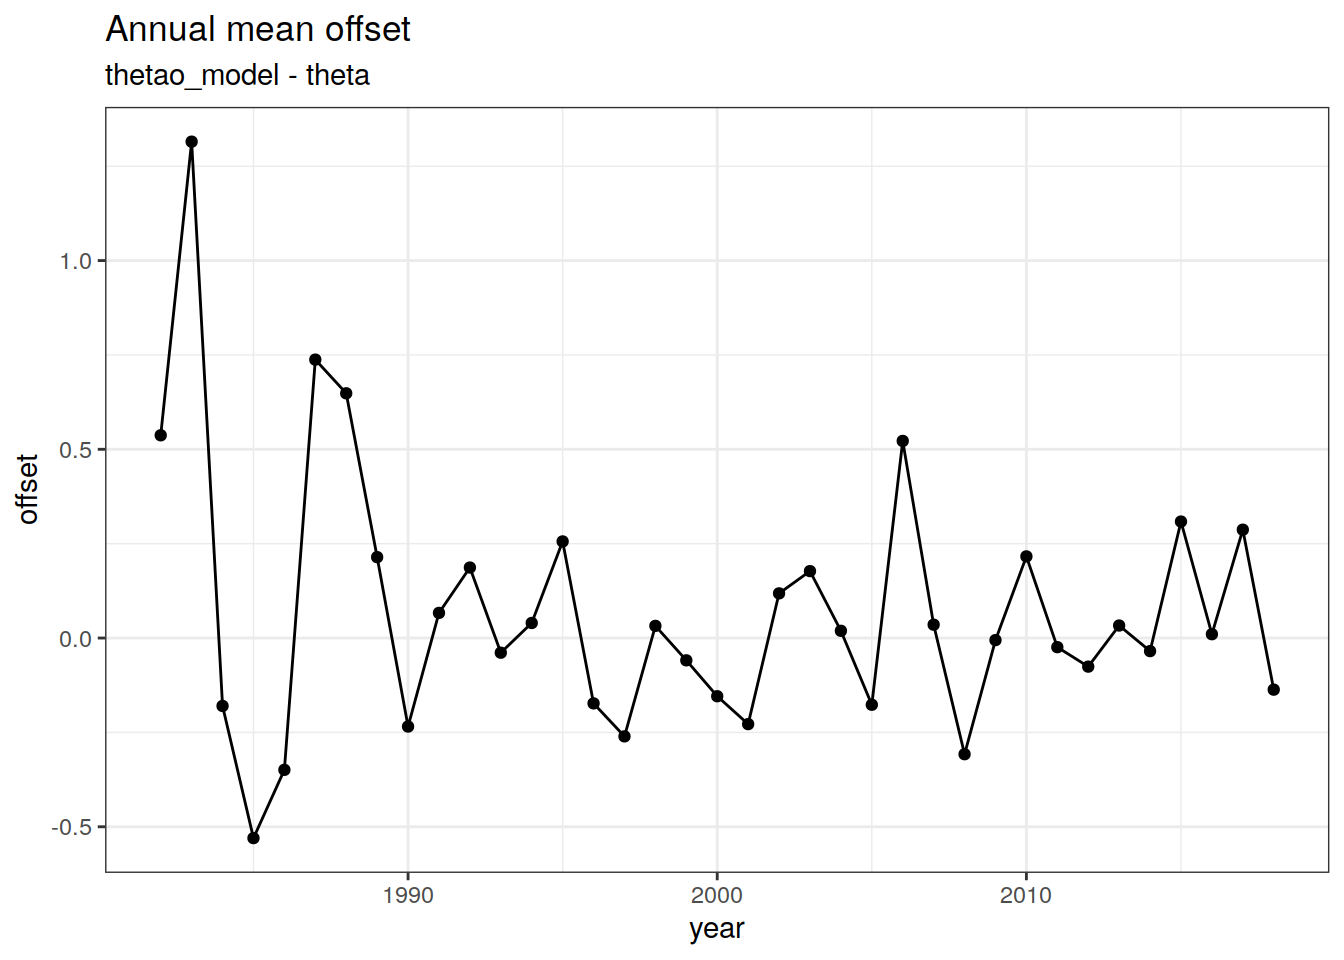 Annual mean offset
thetao_model - theta
1.0
0.5
0.0
-0.5
offset
1990 2000 2010
year